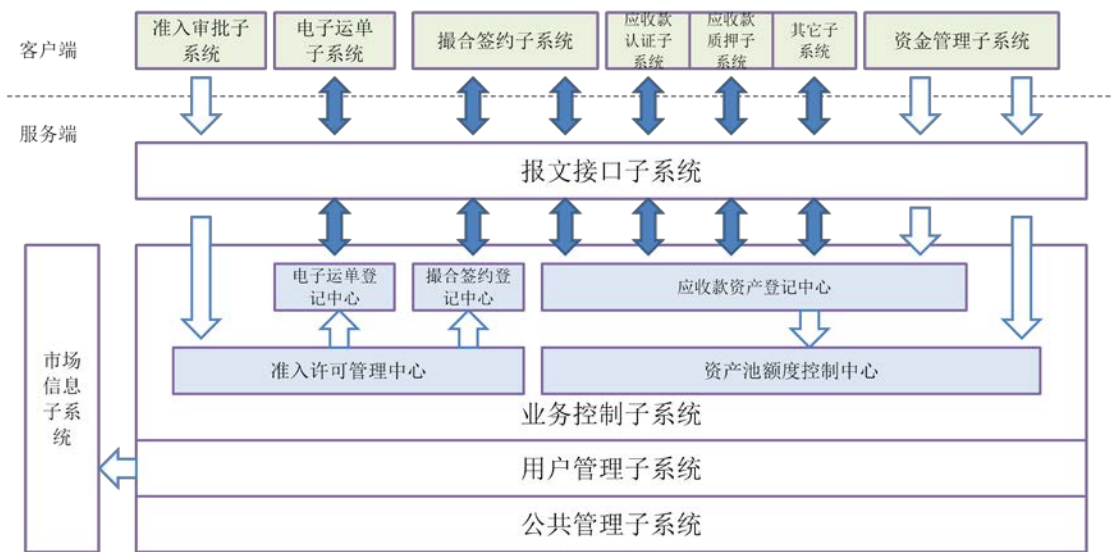 客户端
准入审批子
系统
电子运单
子系统
撮合签约子系统
应收款
认证子
系统
应收款
质押子
系统
其它子
系统
资金管理子系统
服务端
报文接口子系统
电子运单登
记中心
撮合签约登
记中心
应收款资产登记中心
准入许可管理中心
资产池额度控制中心
业务控制子系统
市场
信息
子系
统
用户管理子系统
公共管理子系统